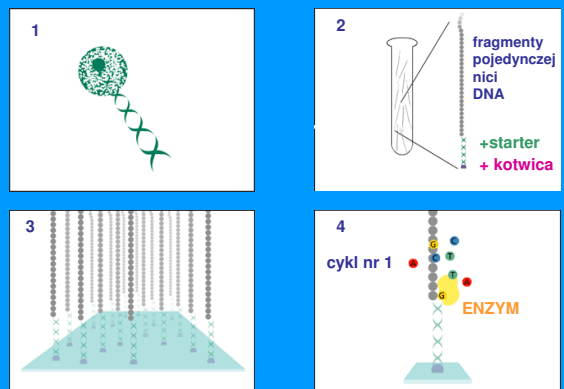 1
2
fragmenty
pojedynczej
nici
DNA
+starter
+ kotwica
3
4
cykl nr 1
G
C
C
T
A
T
A
G
ENZYM